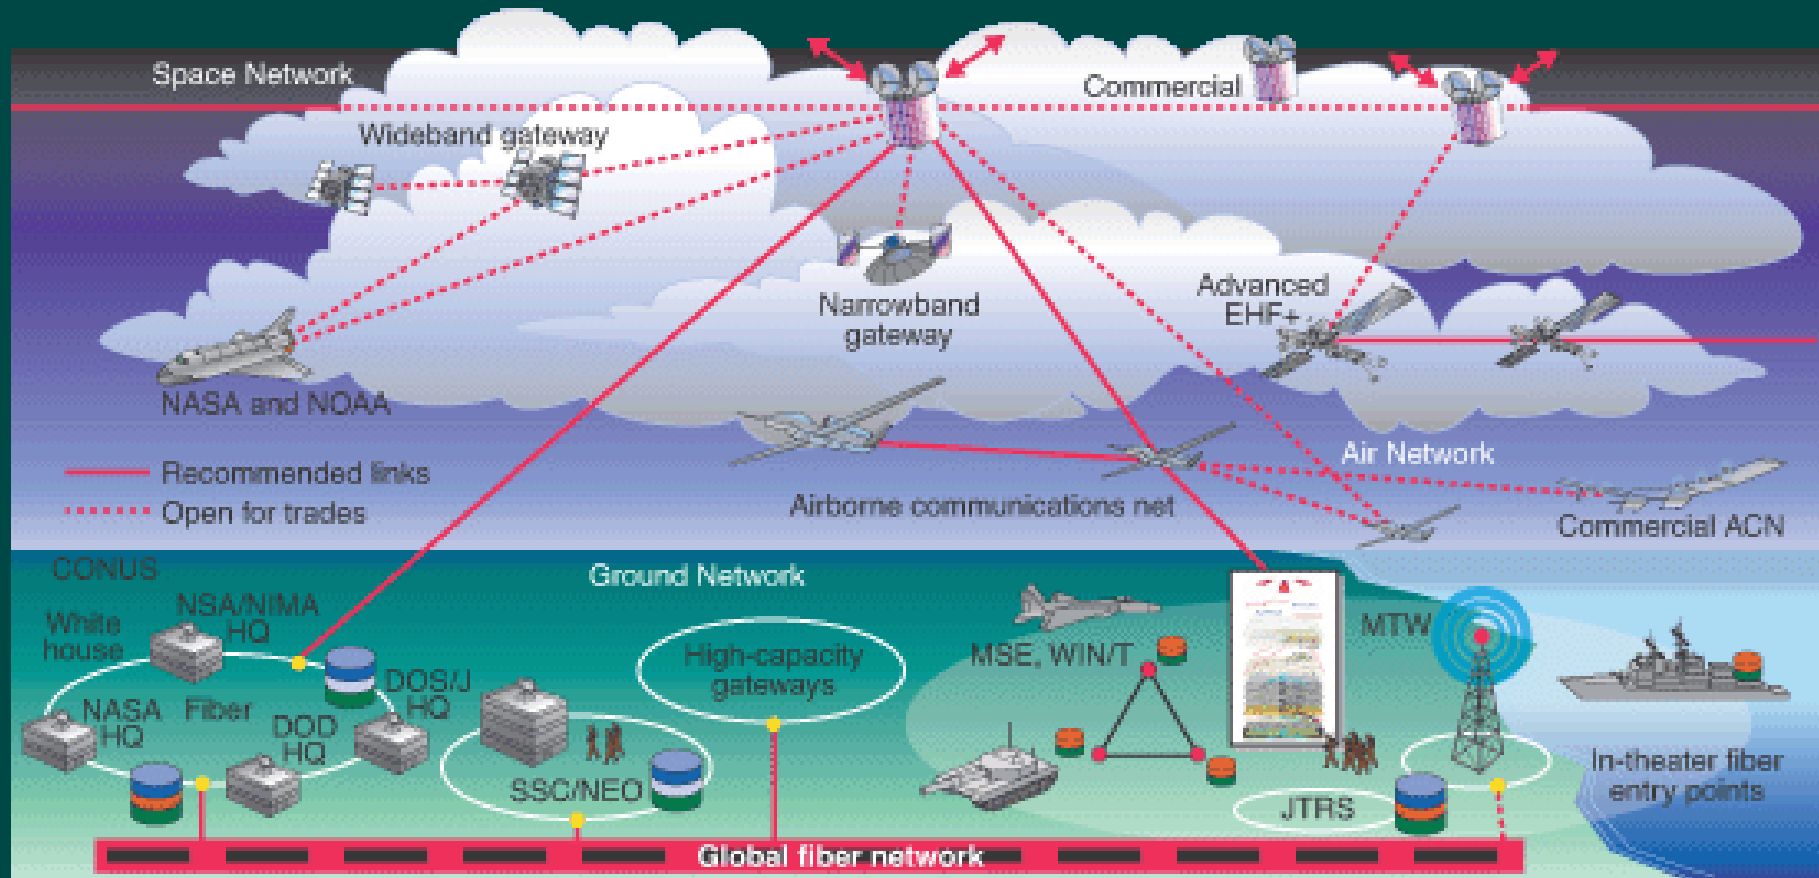 Space Network
Commercial
Wideband gateway
Narrowband
gateway
Advanced
EHF+
NASA and NOAA
Recommended links
Open for trades
Air Network
Airborne communications net
Commercial ACN
CONUS
Ground Network
White
house
NSA/NIMA
HQ
NASA
HQ
Fiber
DOD
HQ
DOS/J
HQ
SSC/NEO
High-capacity
gateways
MSE, WIN/T
MTW
JTRS
In-theater fiber
entry points
Global fiber network